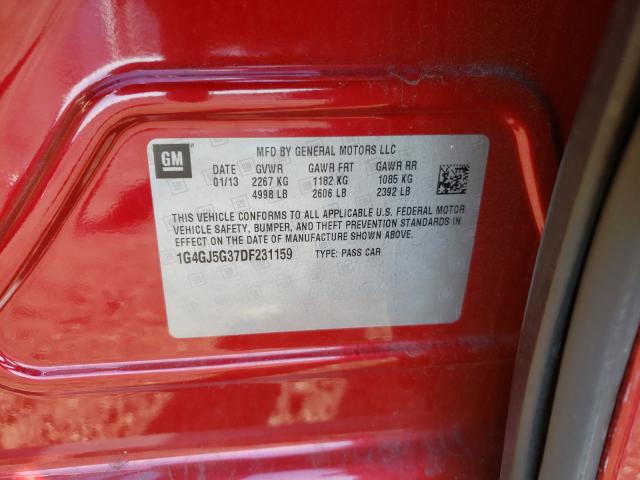 GM
MFD BY GENERAL MOTORS LLC
DATE GVWR GAWR FRT GAWR RR
01/13 2267 KG 1182 KG 1085 KG
4998 LB 2606 LB 2392 LB
THIS VEHICLE CONFORMS TO ALL APPLICABLE U.S. FEDERAL MOTOR
VEHICLE SAFETY, BUMPER, AND THEFT PREVENTION STANDARDS IN
EFFECT ON THE DATE OF MANUFACTURE SHOWN ABOVE.
1G4GJ5G37DF231159 TYPE: PASS CAR